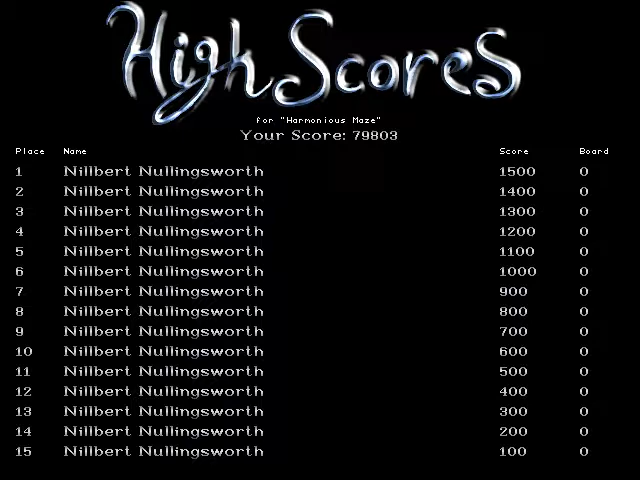 High Scores
for "Harmonious Maze"
Your Score: 79803
Place Name Score Board
1 Nillbert Nullingsworth 1500 0
2 Nillbert Nullingsworth 1400 0
3 Nillbert Nullingsworth 1300 0
4 Nillbert Nullingsworth 1200 0
5 Nillbert Nullingsworth 1100 0
6 Nillbert Nullingsworth 1000 0
7 Nillbert Nullingsworth 900 0
8 Nillbert Nullingsworth 800 0
9 Nillbert Nullingsworth 700 0
10 Nillbert Nullingsworth 600 0
11 Nillbert Nullingsworth 500 0
12 Nillbert Nullingsworth 400 0
13 Nillbert Nullingsworth 300 0
14 Nillbert Nullingsworth 200 0
15 Nillbert Nullingsworth 100 0